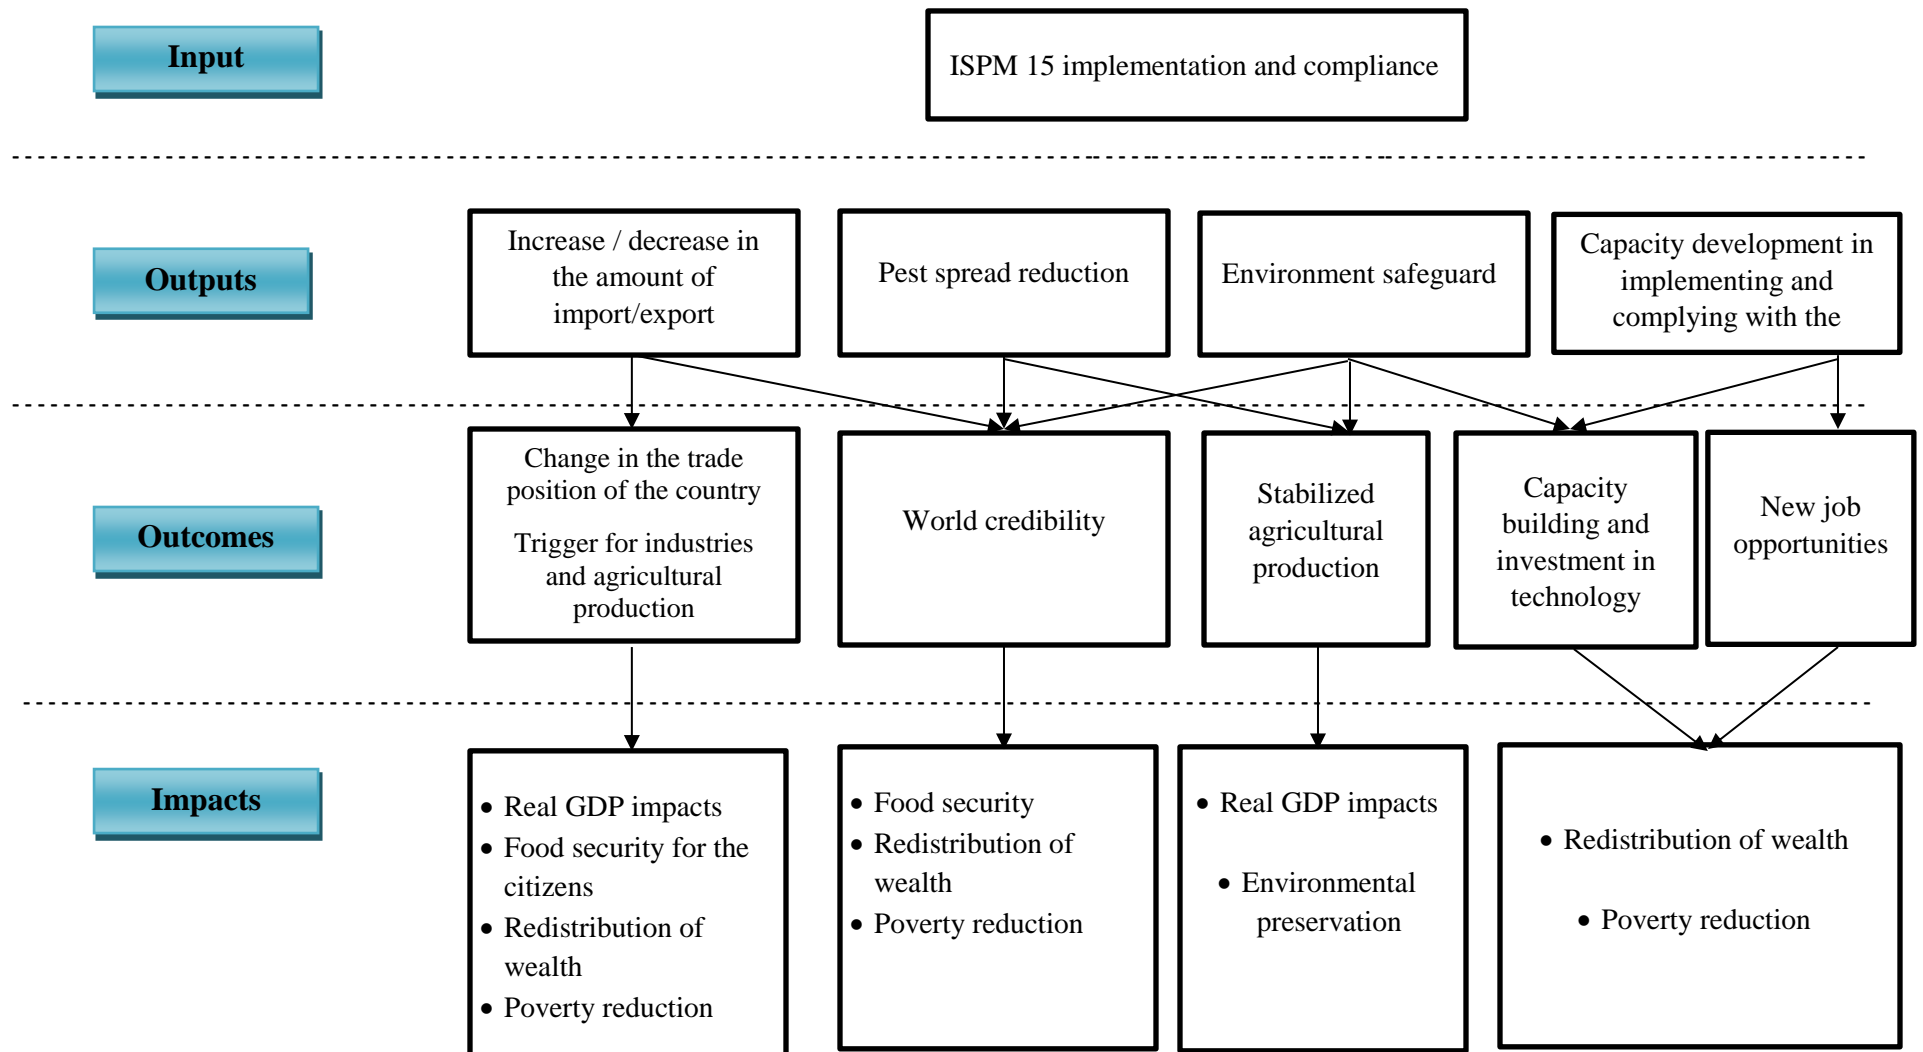 Input
ISPM 15 implementation and compliance
Outputs
Increase / decrease in
the amount of
import/export
Pest spread reduction
Environment safeguard
Capacity development in
implementing and
complying with the
Outcomes
Change in the trade
position of the country
Trigger for industries
and agricultural
production
World credibility
Stabilized
agricultural
production
Capacity
building and
investment in
technology
New job
opportunities
Impacts
• Real GDP impacts
• Food security for the
citizens
• Redistribution of
wealth
• Poverty reduction
• Food security
• Redistribution of
wealth
• Poverty reduction
• Real GDP impacts
• Environmental
preservation
• Redistribution of wealth
• Poverty reduction